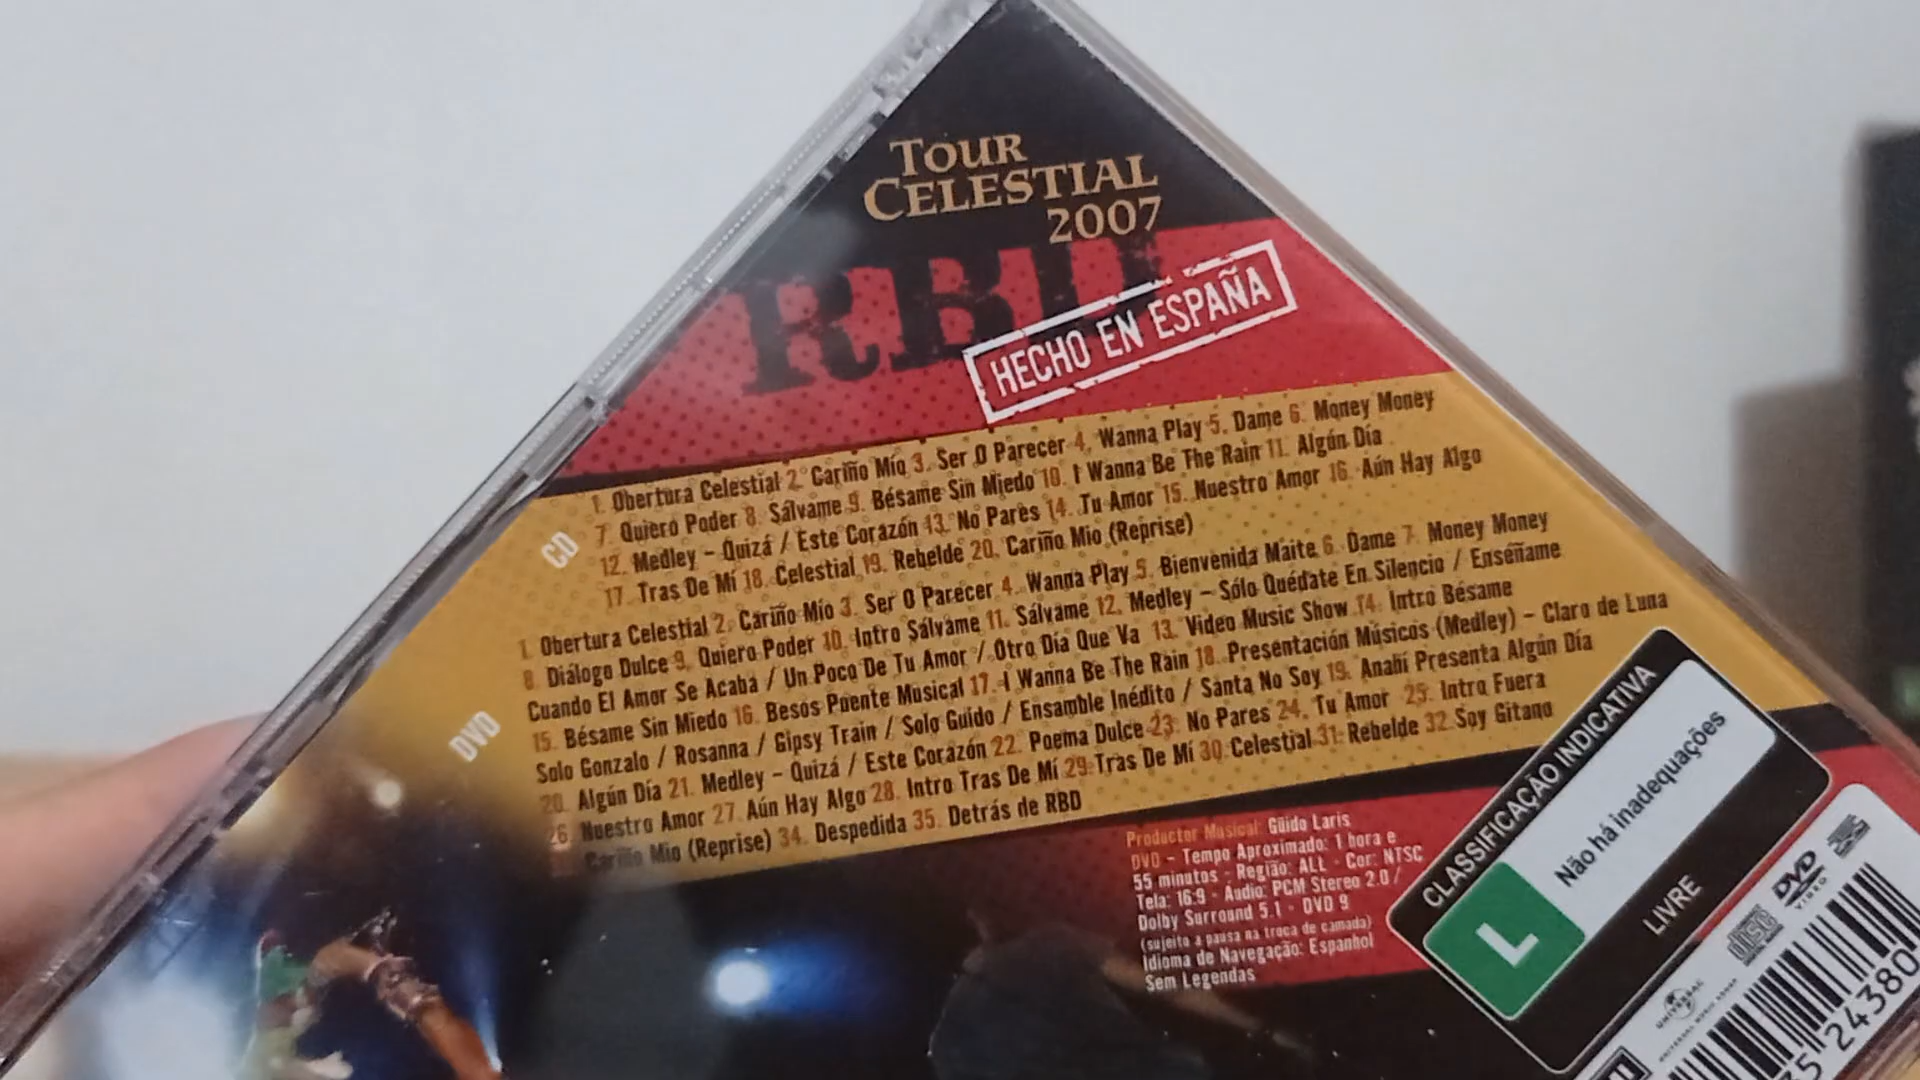 TOUR
CELESTIAL
2007
RBD
HECHO EN ESPAÑA
CD
1. Obertura Celestial 2. Cariño Mío 3. Ser O Parecer 4. Wanna Play 5. Dame 6. Money Money
7. Quiero Poder 8. Sálvame 9. Bésame Sin Miedo 10. I Wanna Be The Rain 11. Algún Día
12. Medley – Quizá / Este Corazón 13. No Pares 14. Tu Amor 15. Nuestro Amor 16. Aún Hay Algo
17. Tras De Mí 18. Celestial 19. Rebelde 20. Cariño Mio (Reprise)
DVD
1. Obertura Celestial 2. Cariño Mío 3. Ser O Parecer 4. Wanna Play 5. Bienvenida Maite 6. Dame 7. Money Money
8. Diálogo Dulce 9. Quiero Poder 10. Intro Sálvame 11. Sálvame 12. Medley – Sólo Quédate En Silencio / Enséñame
Cuando El Amor Se Acaba / Un Poco De Tu Amor / Otro Día Que Va 13. Video Music Show 14. Intro Bésame
15. Bésame Sin Miedo 16. Besos Puente Musical 17. I Wanna Be The Rain 18. Presentación Músicos (Medley) – Claro de Luna
Solo Gonzalo / Rosanna / Gipsy Train / Solo Guido / Ensamble Inédito / Santa No Soy 19. Anahí Presenta Algún Día
20. Algún Día 21. Medley – Quizá / Este Corazón 22. Poema Dulce 23. No Pares 24. Tu Amor 25. Intro Fuera
26 Nuestro Amor 27. Aún Hay Algo 28. Intro Tras De Mí 29. Tras De Mí 30. Celestial 31. Rebelde 32. Soy Gitano
Cariño Mio (Reprise) 34. Despedida 35. Detrás de RBD
Productor Musical: Güido Laris
DVD - Tempo Aproximado: 1 hora e
55 minutos - Região: ALL - Cor: NTSC
Tela: 16:9 - Áudio: PCM Stereo 2.0 /
Dolby Surround 5.1 - DVD 9
(sujeito a pausa na troca de camada)
Idioma de Navegação: Espanhol
Sem Legendas
CLASSIFICAÇÃO INDICATIVA
L
Não há inadequações
LIVRE
DVD
VIDEO
disc
UNIVERSAL
UNIVERSAL MUSIC GROUP
35 24380